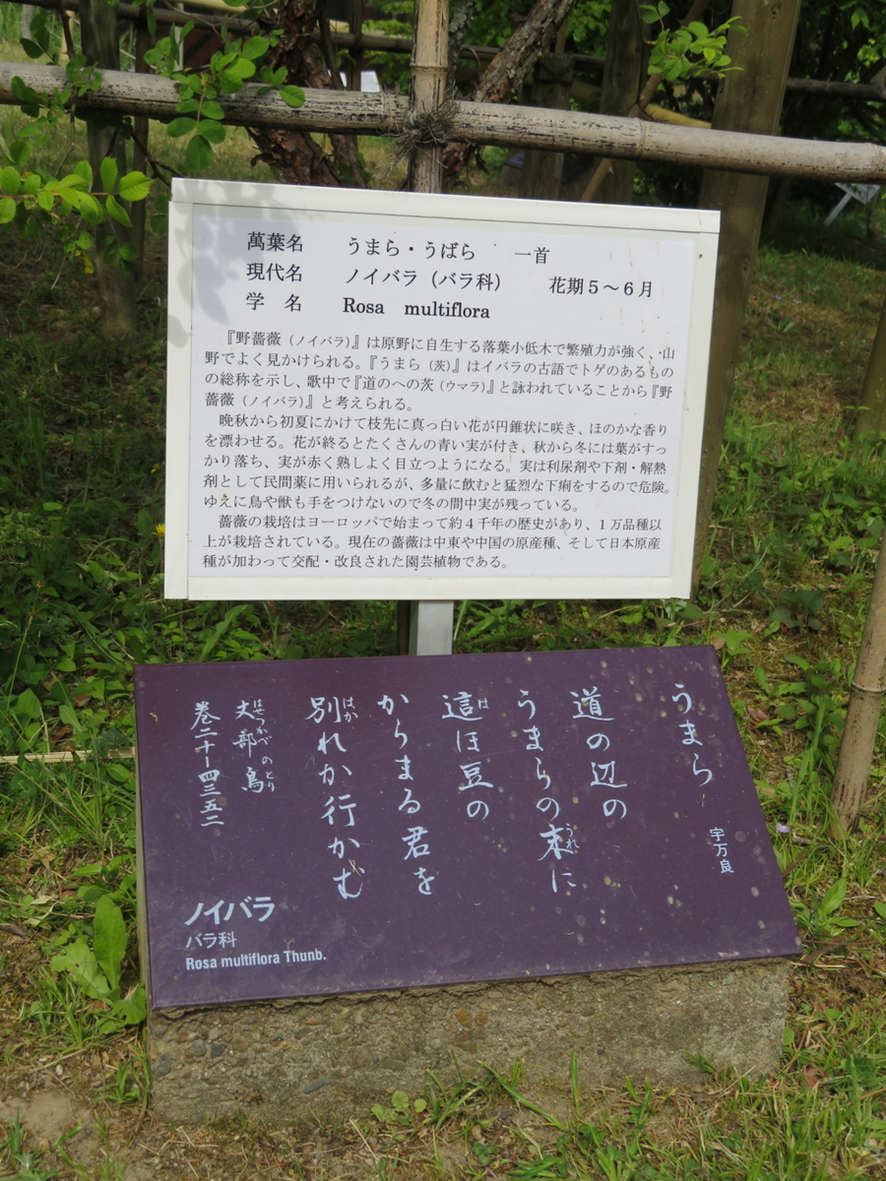 萬葉名 うまら・うばら 一首
現代名 ノイバラ（バラ科） 花期５～６月
学 名 Rosa multiflora
『野薔薇（ノイバラ）』は原野に自生する落葉小低木で繁殖力が強く、山
野でよく見かけられる。『うまら（茨）』はイバラの古語でトゲのあるもの
の総称を示し、歌中で『道のへの茨（ウマラ）』と詠われていることから『野
薔薇（ノイバラ）』と考えられる。
晩秋から初夏にかけて枝先に真っ白い花が円錐状に咲き、ほのかな香り
を漂わせる。花が終るとたくさんの青い実が付き、秋から冬には葉がすっ
かり落ち、実が赤く熟しよく目立つようになる。実は利尿剤や下剤・解熱
剤として民間薬に用いられるが、多量に飲むと猛烈な下痢をするので危険。
ゆえに鳥や獣も手をつけないので冬の間中実が残っている。
薔薇の栽培はヨーロッパで始まって約４千年の歴史があり、１万品種以
上が栽培されている。現在の薔薇は中東や中国の原産種、そして日本原産
種が加わって交配・改良された園芸植物である。
うまら 宇万良
道の辺の
うまらの末に
うれ
這ほ豆の
は
からまる君を
別れか行かむ
はか
丈部鳥
はせつかべのとり
巻二十ー四三五二
ノイバラ
バラ科
Rosa multiflora Thunb.